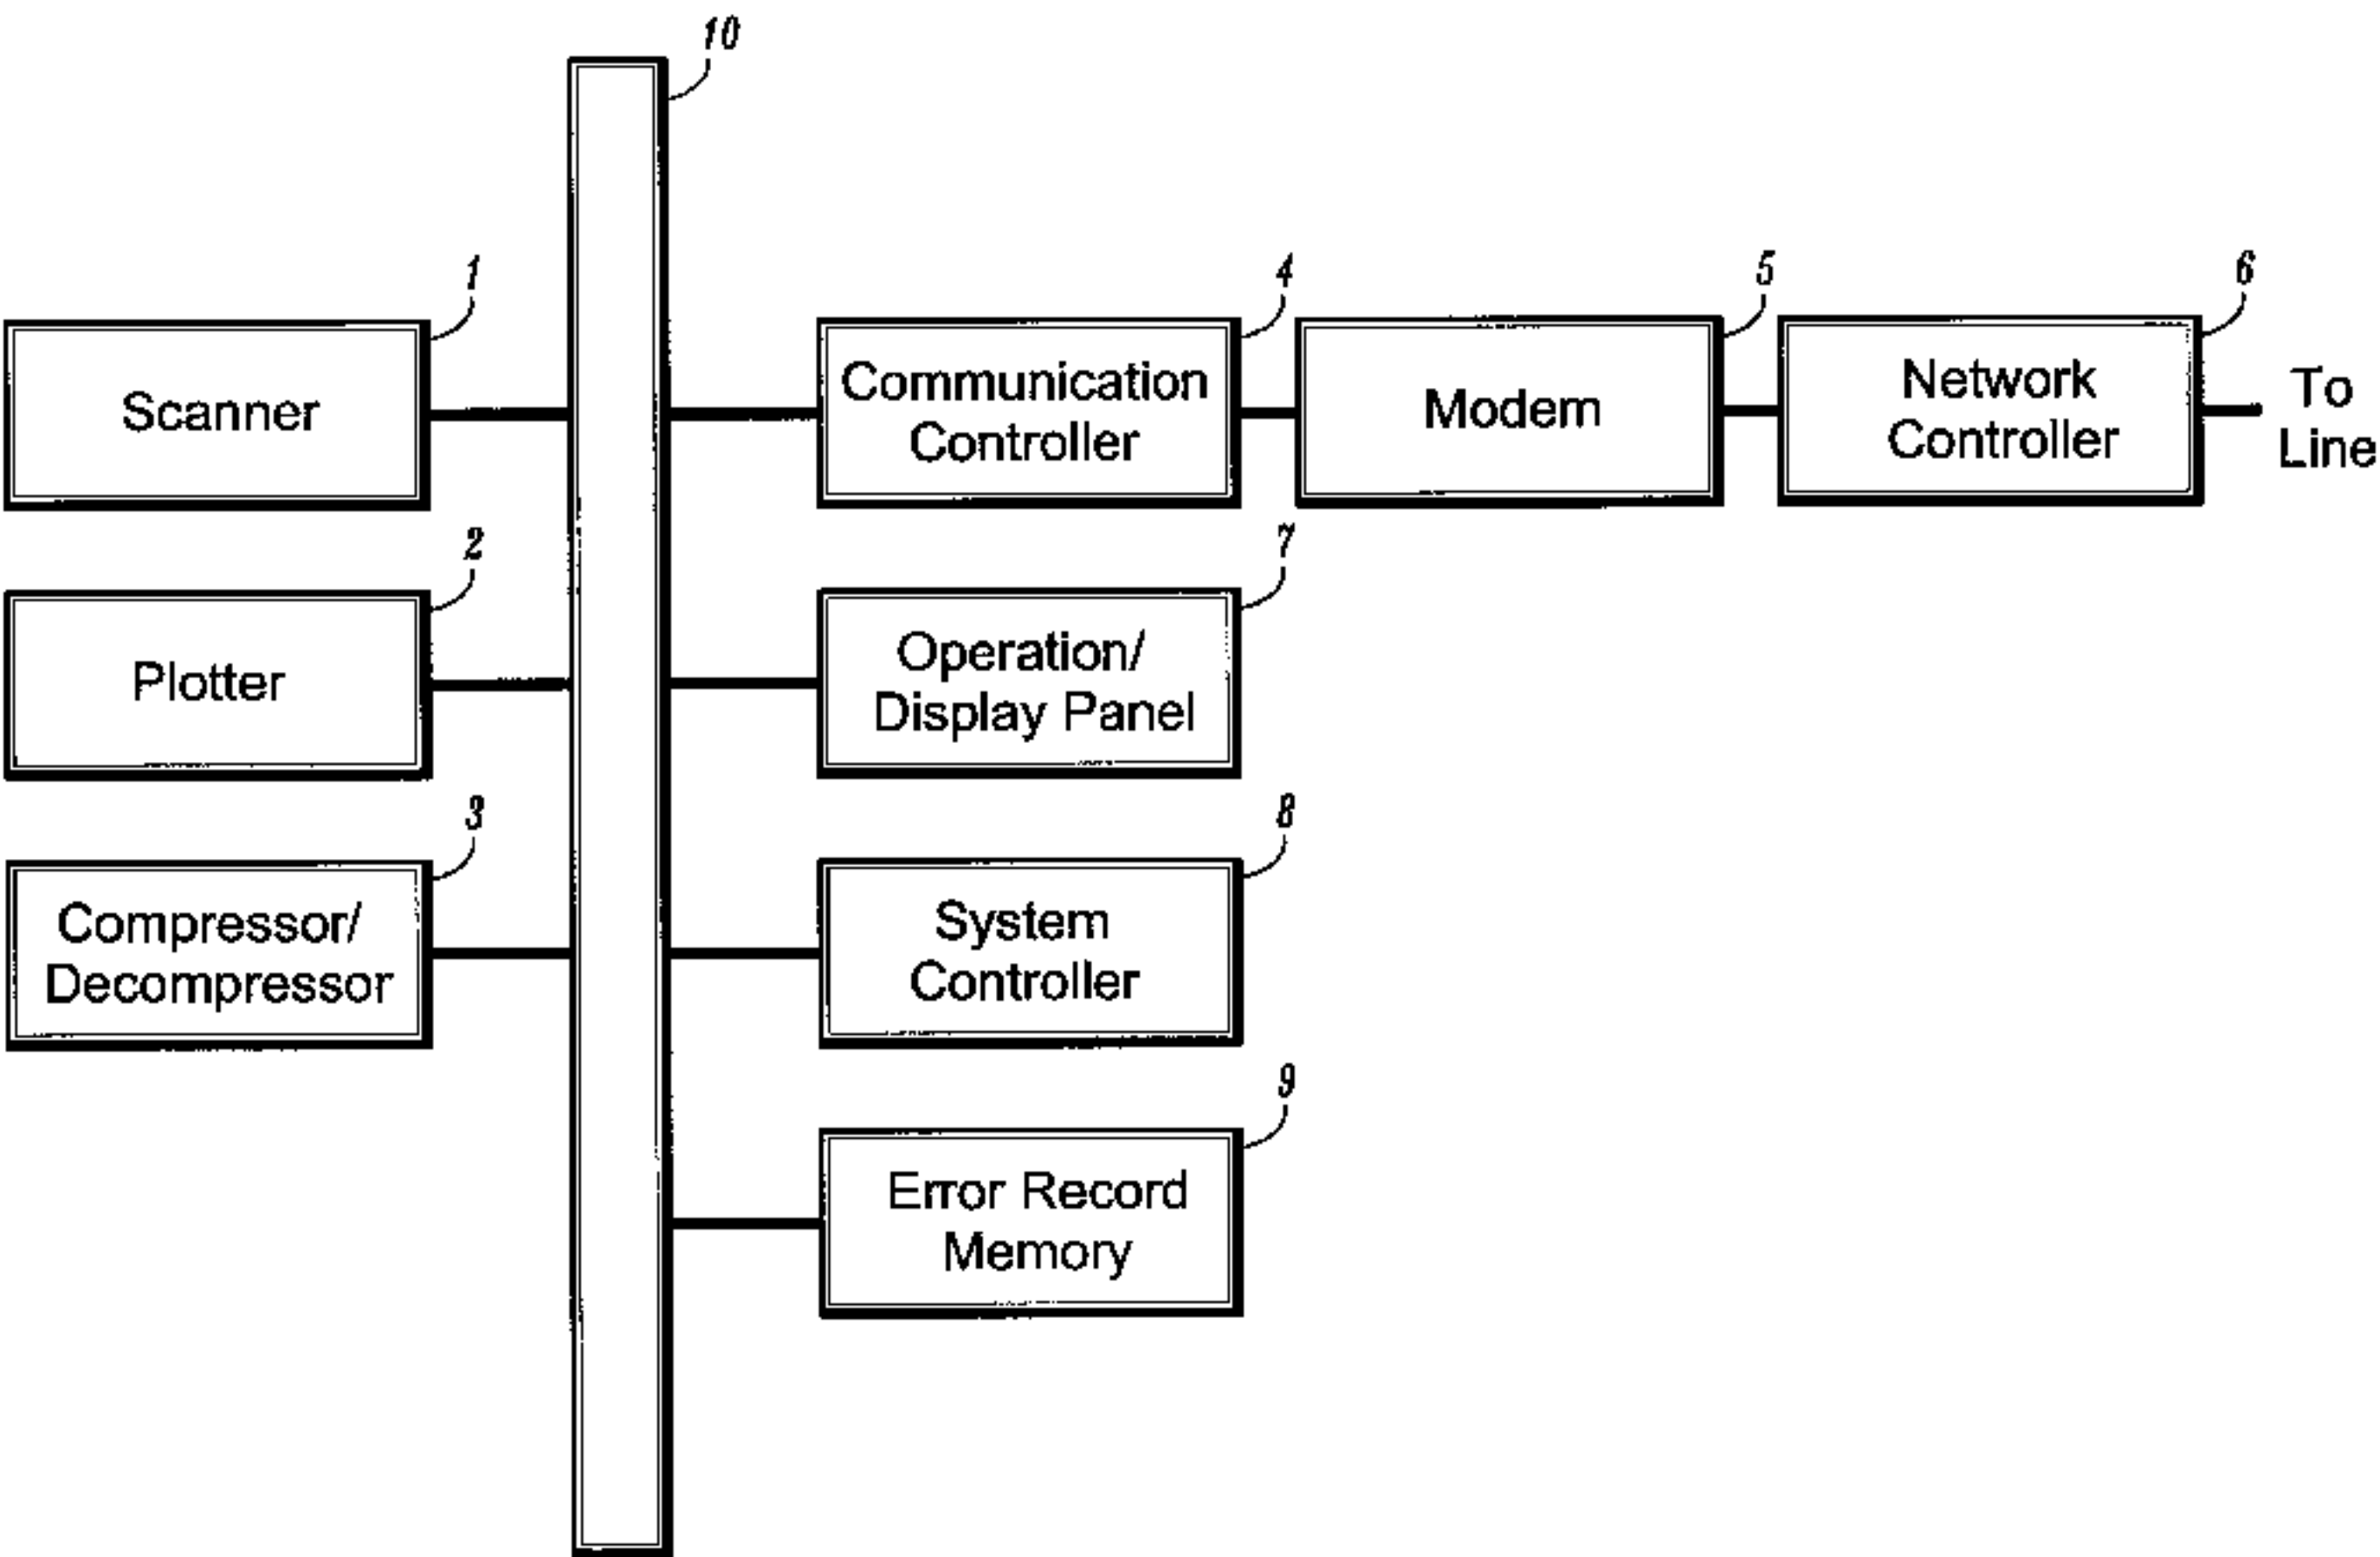 10
1
Scanner
4
Communication
Controller
5
Modem
6
Network
Controller
To
Line
2
Plotter
7
Operation/
Display Panel
3
Compressor/
Decompressor
8
System
Controller
9
Error Record
Memory